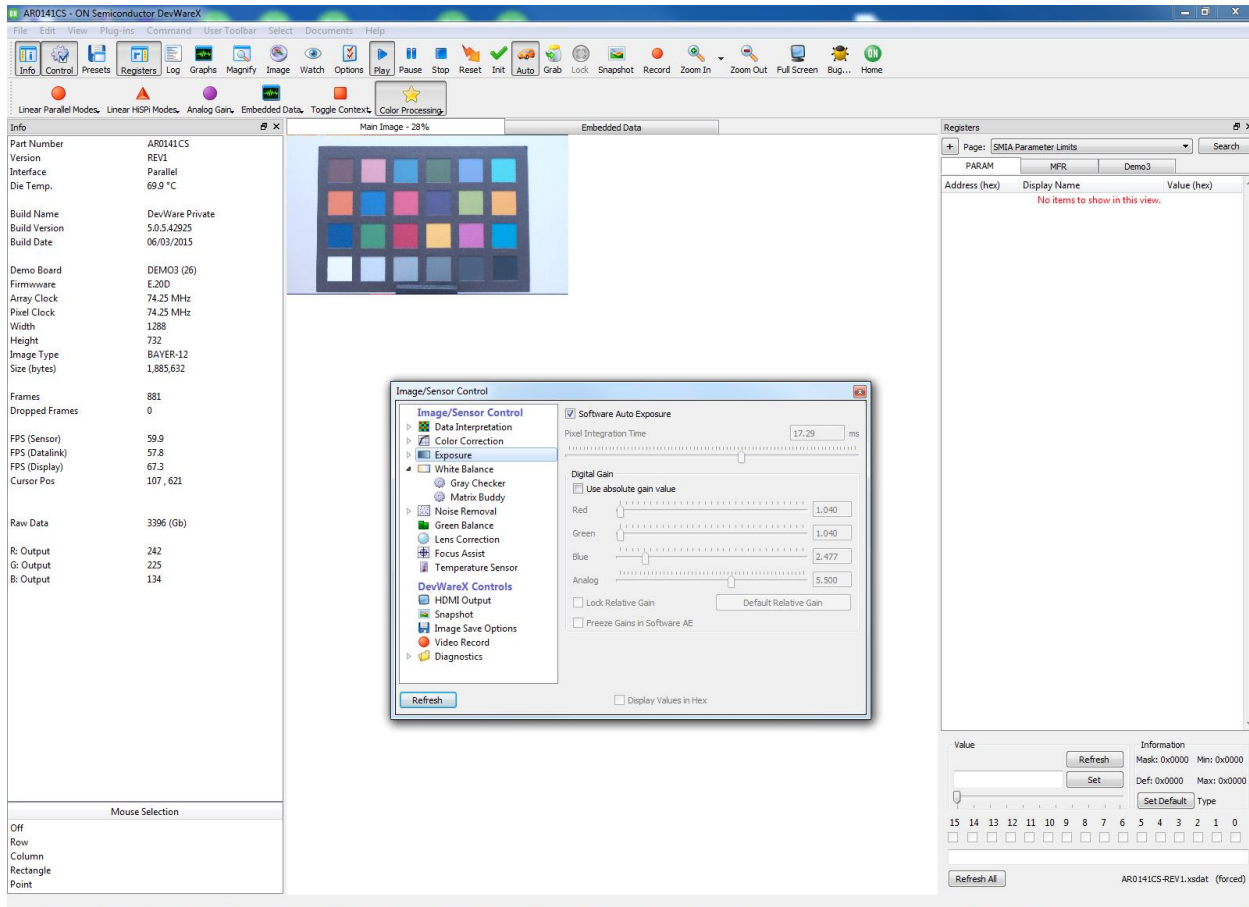 AR0141CS - ON Semiconductor DevWareX
File Edit View Plug-ins Command User Toolbar Select Documents Help
Info Control Presets Registers Log Graphs Magnify Image Watch Options Play Pause Stop Reset Init Auto Grab Lock Snapshot Record Zoom In Zoom Out Full Screen Bug... Home
ON
Linear Parallel Modes Linear HiSPi Modes Analog Gain Embedded Data Toggle Context Color Processing
Info
Part Number AR0141CS
Version REV1
Interface Parallel
Die Temp. 69.9 °C
Build Name DevWare Private
Build Version 5.0.5.42925
Build Date 06/03/2015
Demo Board DEMO3 (26)
Firmwware E.20D
Array Clock 74.25 MHz
Pixel Clock 74.25 MHz
Width 1288
Height 732
Image Type BAYER-12
Size (bytes) 1,885,632
Frames 881
Dropped Frames 0
FPS (Sensor) 59.9
FPS (Datalink) 57.8
FPS (Display) 67.3
Cursor Pos 107 , 621
Raw Data 3396 (Gb)
R: Output 242
G: Output 225
B: Output 134
Mouse Selection
Off
Row
Column
Rectangle
Point
Main Image - 28% Embedded Data
Image/Sensor Control
Image/Sensor Control
Data Interpretation
Color Correction
Exposure
White Balance
Gray Checker
Matrix Buddy
Noise Removal
Green Balance
Lens Correction
Focus Assist
Temperature Sensor
DevWareX Controls
HDMI Output
Snapshot
Image Save Options
Video Record
Diagnostics
Refresh
Software Auto Exposure
Pixel Integration Time 17.29 ms
Digital Gain
Use absolute gain value
Red 1.040
Green 1.040
Blue 2.477
Analog 5.500
Lock Relative Gain Default Relative Gain
Freeze Gains in Software AE
Display Values in Hex
Registers
+ Page: SMIA Parameter Limits Search
PARAM MFR Demo3
Address (hex) Display Name Value (hex)
No items to show in this view.
Value Information
Refresh Mask: 0x0000 Min: 0x0000
Set Def: 0x0000 Max: 0x0000
Set Default Type
15 14 13 12 11 10 9 8 7 6 5 4 3 2 1 0
Refresh All AR0141CS-REV1.xsdat (forced)